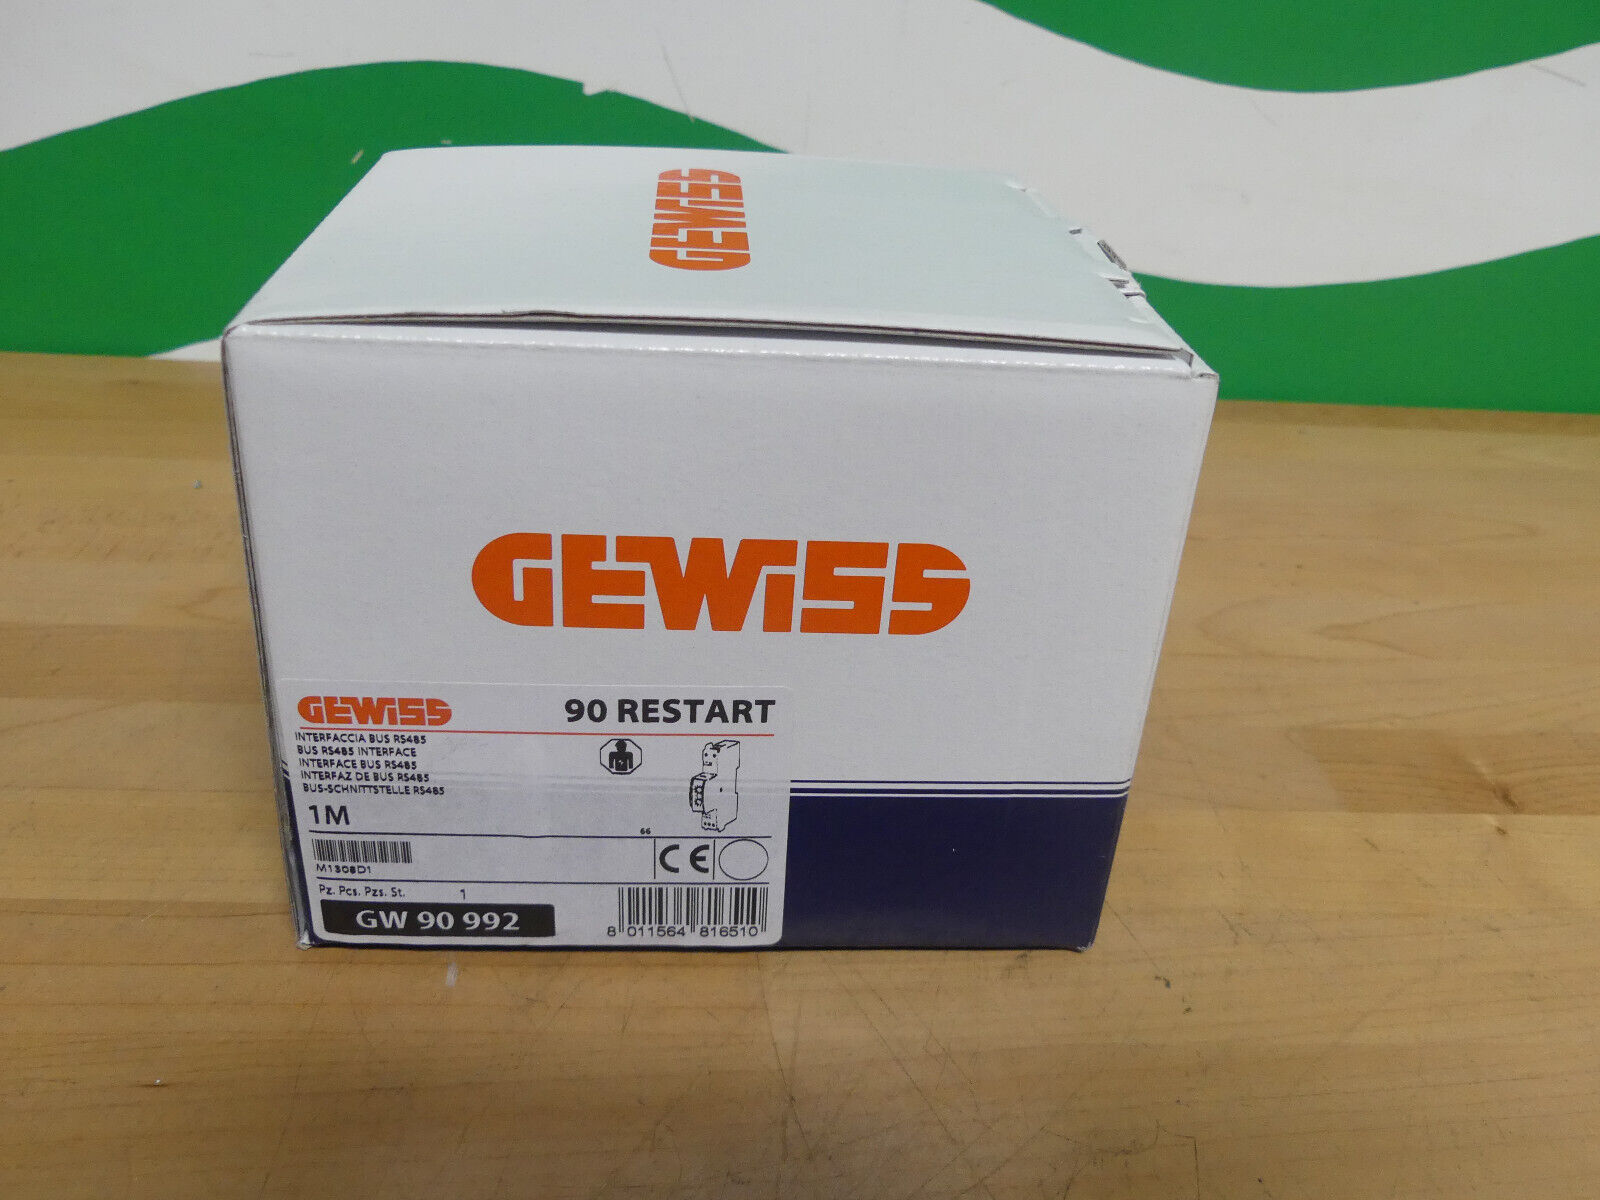 GEWiSS
GEWiSS
GEWiSS
90 RESTART
INTERFACCIA BUS RS485
BUS RS485 INTERFACE
INTERFACE BUS RS485
INTERFAZ DE BUS RS485
BUS-SCHNITTSTELLE RS485
1M
66
CE
M1308D1
Pz. Pcs. Pzs. St. 1
GW 90 992
8 011564 816510